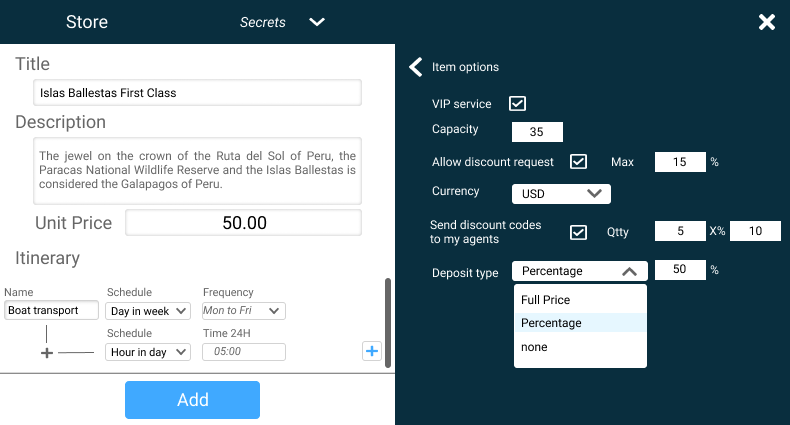 Store
Secrets
Title
Islas Ballestas First Class
Description
The jewel on the crown of the Ruta del Sol of Peru, the
Paracas National Wildlife Reserve and the Islas Ballestas is
considered the Galapagos of Peru.
Unit Price 50.00
Itinerary
Name Schedule Frequency
Boat transport Day in week Mon to Fri
Schedule Time 24H
Hour in day 05:00
Add
Item options
VIP service
Capacity 35
Allow discount request Max 15 %
Currency USD
Send discount codes
to my agents Qtty 5 X% 10
Deposit type Percentage 50 %
Full Price
Percentage
none